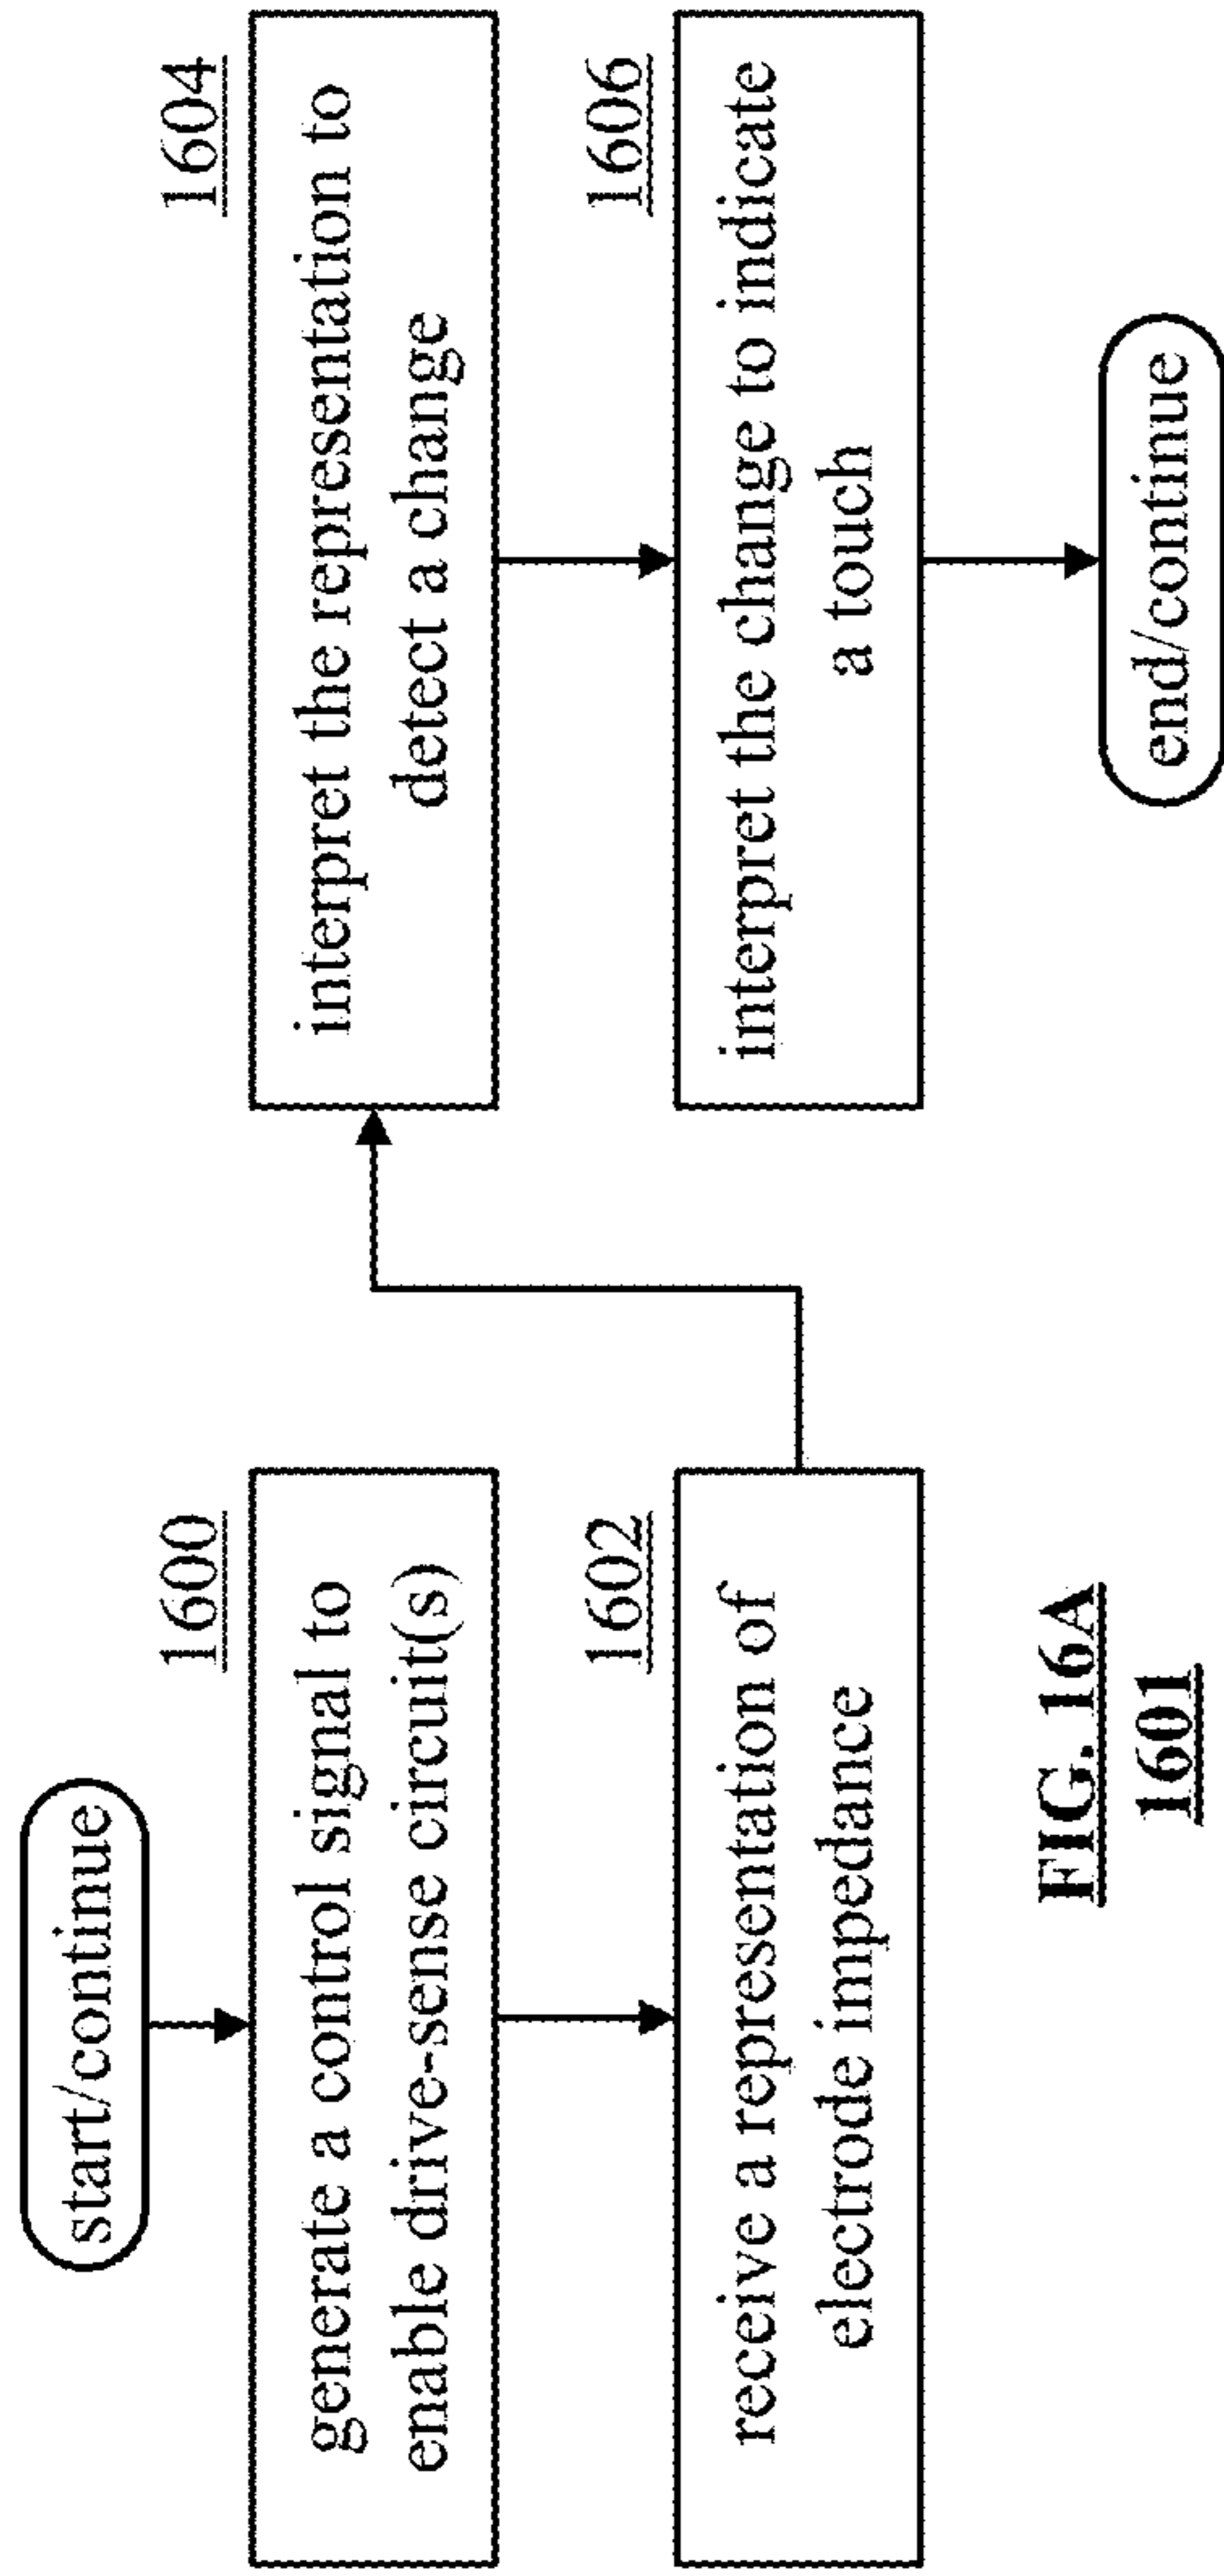 start/continue
1600
generate a control signal to
enable drive-sense circuit(s)
1602
receive a representation of
electrode impedance
1604
interpret the representation to
detect a change
1606
interpret the change to indicate
a touch
end/continue
FIG. 16A
1601